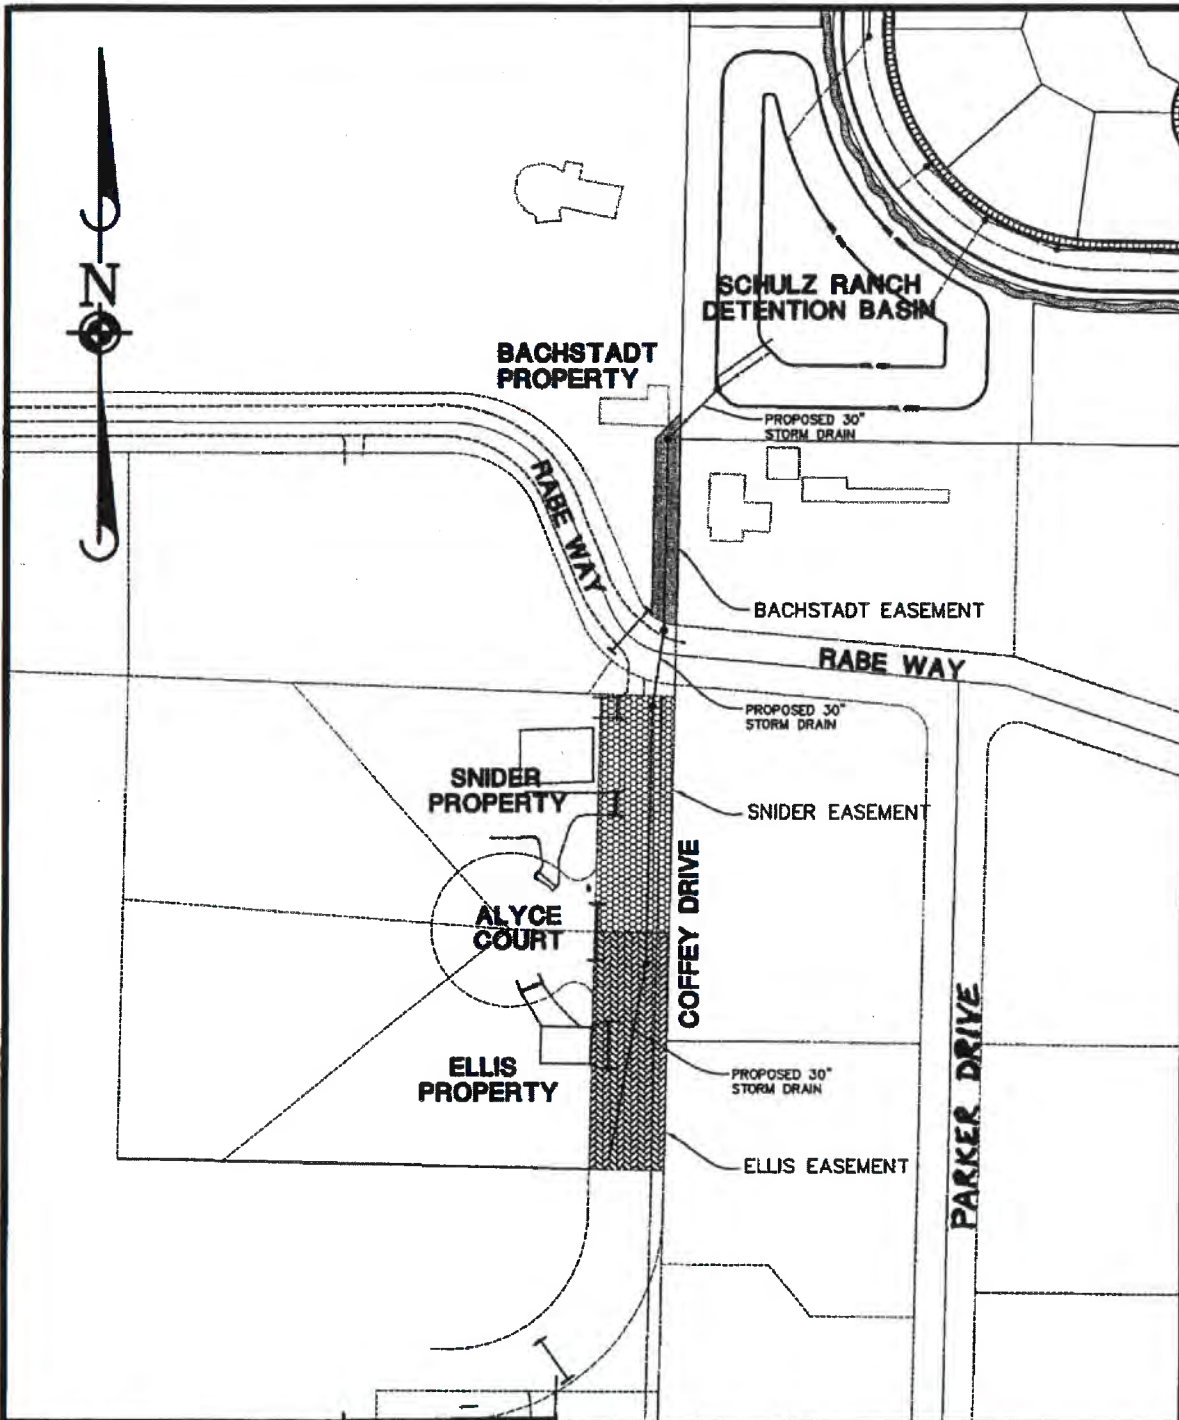 N
SCHULZ RANCH
DETENTION BASIN
BACHSTADT
PROPERTY
PROPOSED 30"
STORM DRAIN
RABE WAY
BACHSTADT EASEMENT
RABE WAY
PROPOSED 30"
STORM DRAIN
SNIDER
PROPERTY
SNIDER EASEMENT
COFFEY DRIVE
ALYCE
COURT
ELLIS
PROPERTY
PROPOSED 30"
STORM DRAIN
ELLIS EASEMENT
PARKER DRIVE